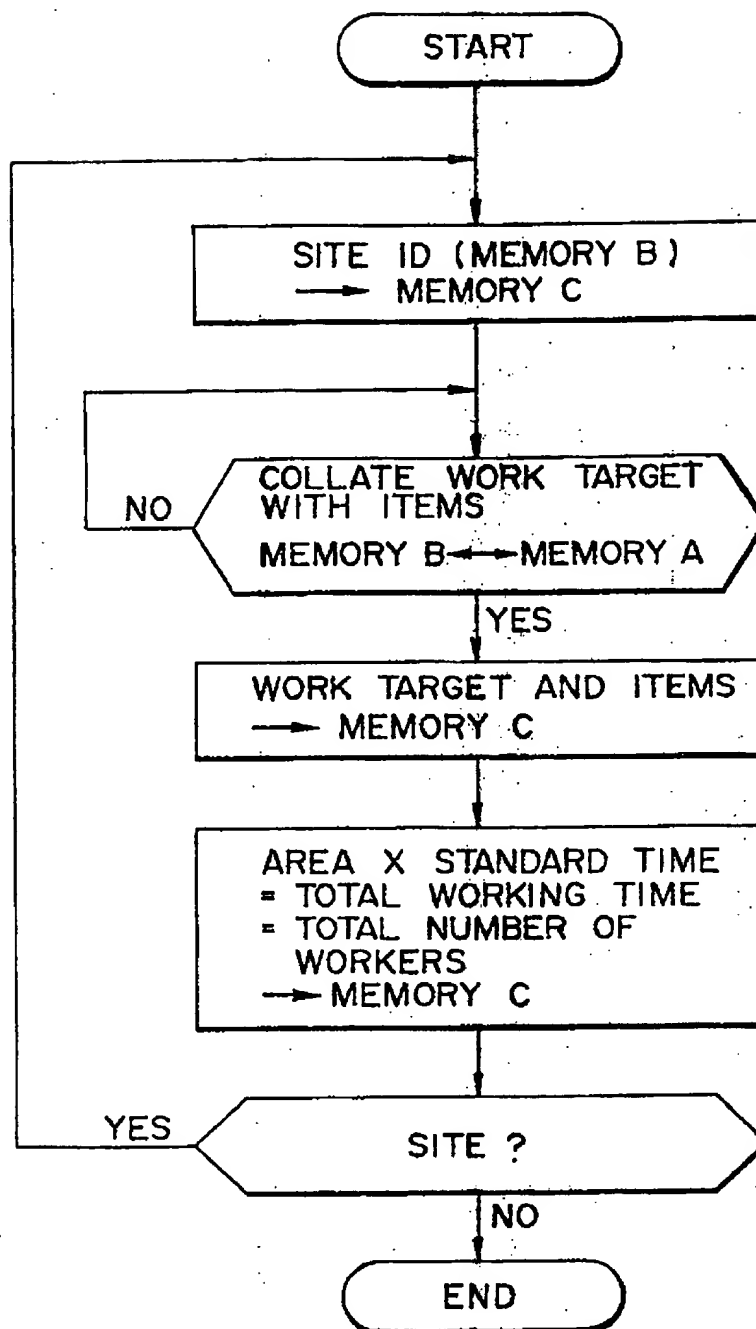 START
SITE ID (MEMORY B)
→ MEMORY C
COLLATE WORK TARGET
WITH ITEMS
NO
MEMORY B↔MEMORY A
YES
WORK TARGET AND ITEMS
→ MEMORY C
AREA X STANDARD TIME
= TOTAL WORKING TIME
= TOTAL NUMBER OF
WORKERS
→ MEMORY C
YES
SITE ?
NO
END